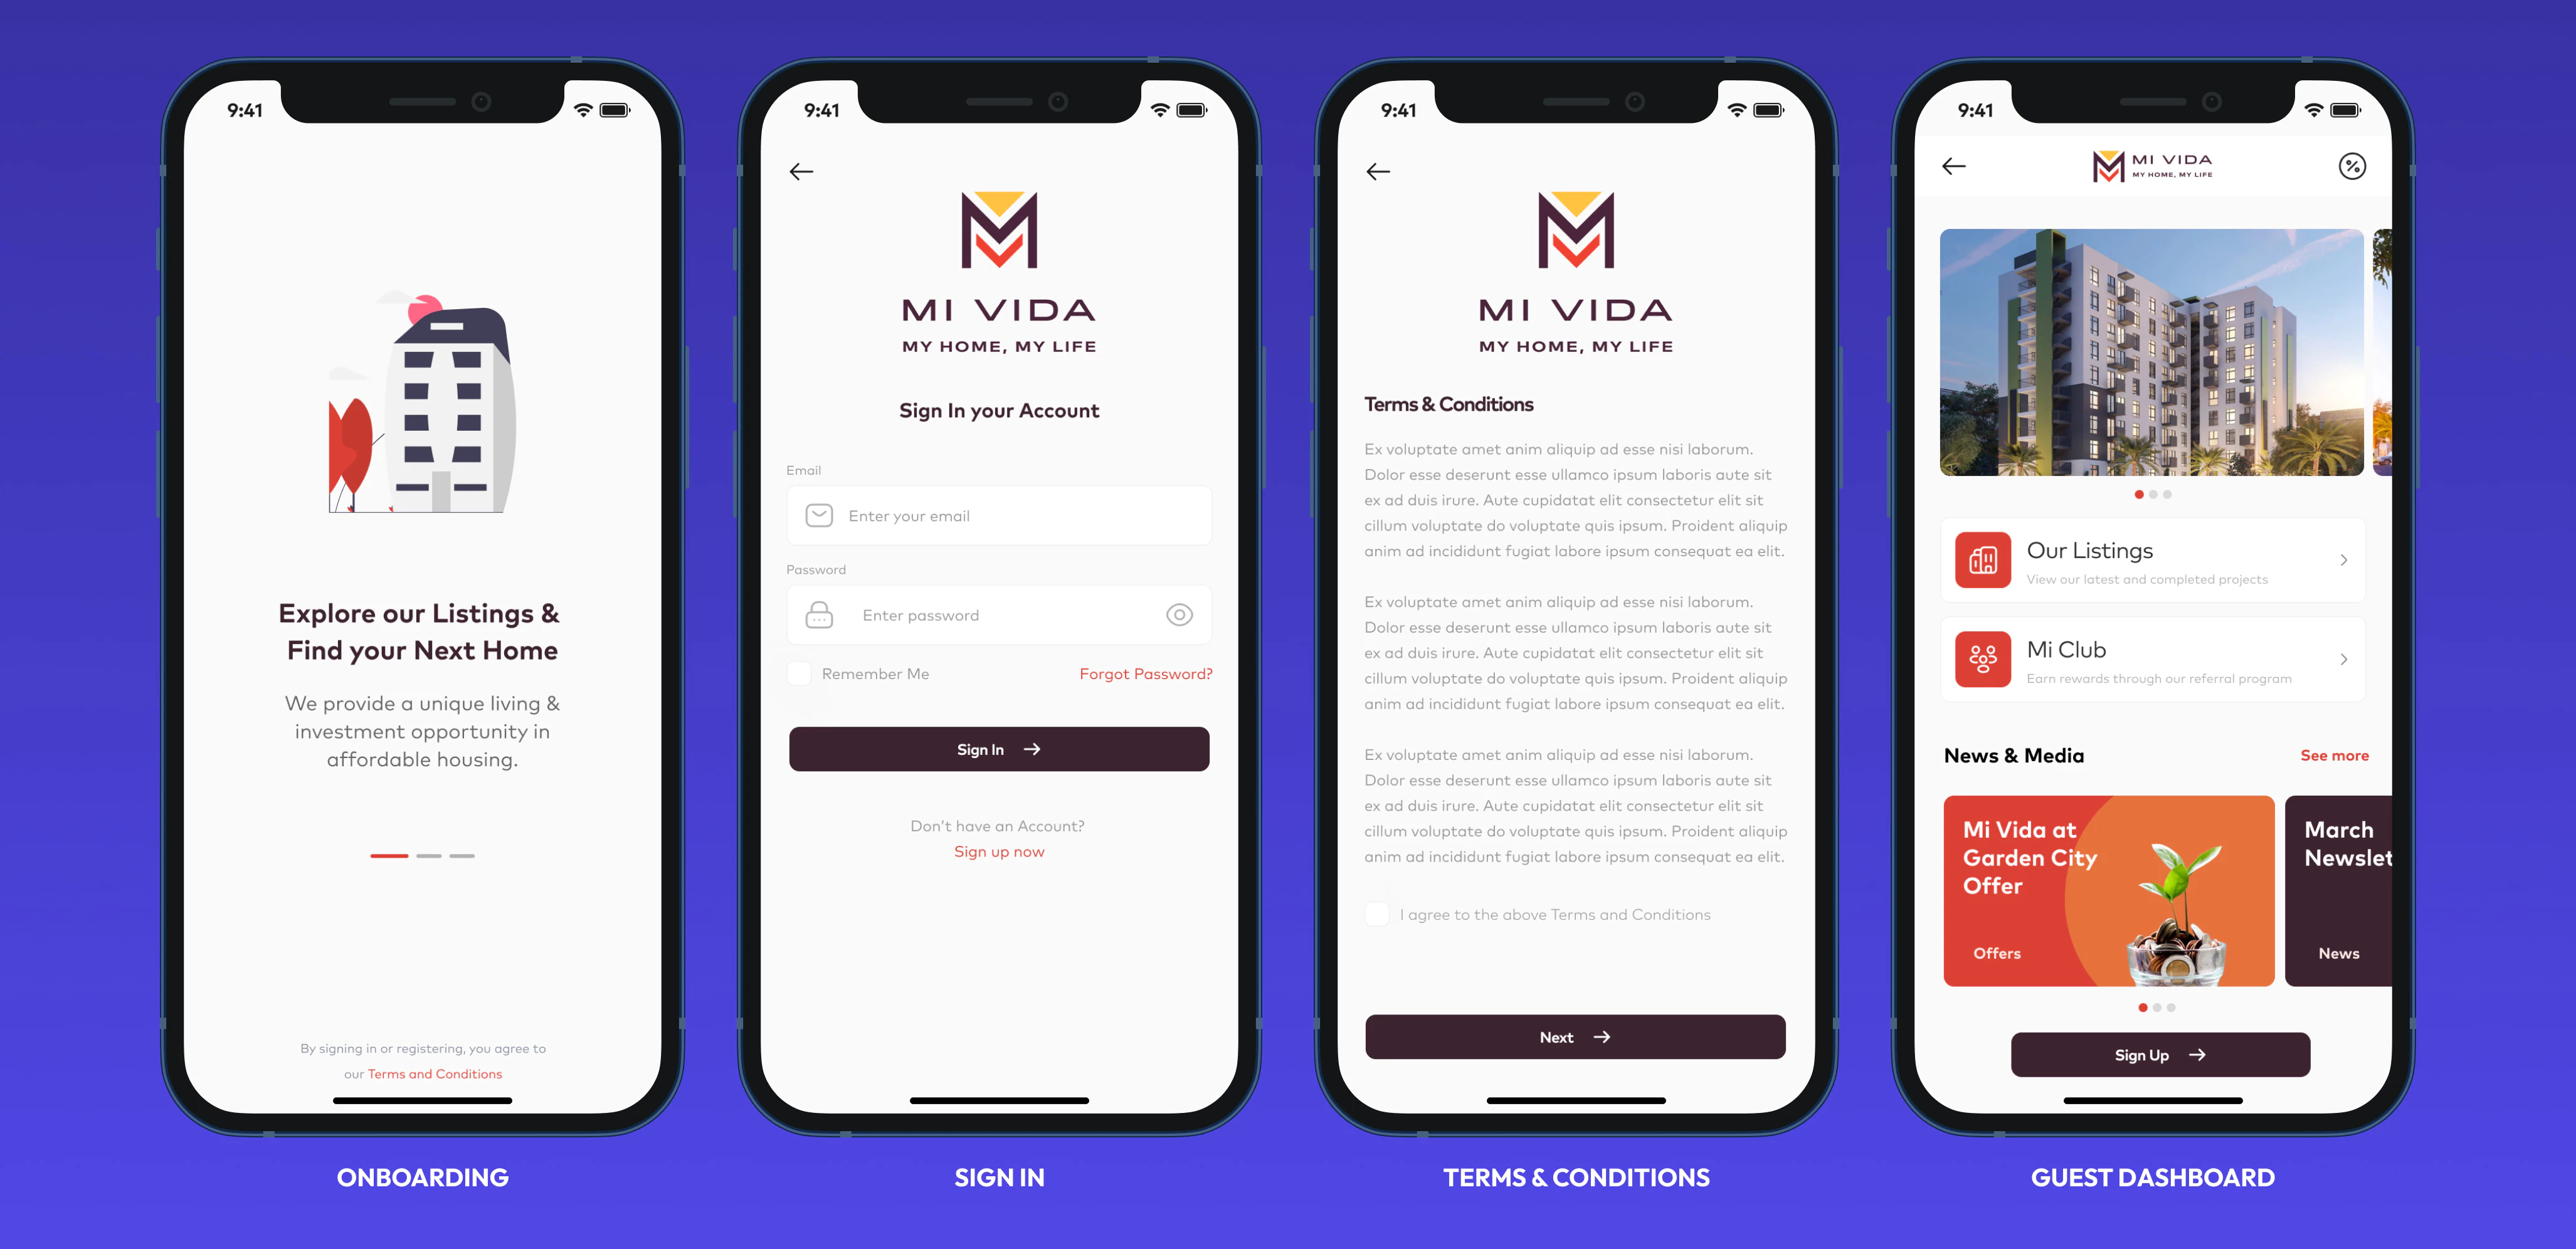 9:41
Explore our Listings &
Find your Next Home
We provide a unique living &
investment opportunity in
affordable housing.
By signing in or registering, you agree to
our Terms and Conditions
ONBOARDING
9:41
MI VIDA
MY HOME, MY LIFE
Sign In your Account
Email
Enter your email
Password
Enter password
Remember Me
Forgot Password?
Sign In
Don't have an Account?
Sign up now
SIGN IN
9:41
MI VIDA
MY HOME, MY LIFE
Terms & Conditions
Ex voluptate amet anim aliquip ad esse nisi laborum.
Dolor esse deserunt esse ullamco ipsum laboris aute sit
ex ad duis irure. Aute cupidatat elit consectetur elit sit
cillum voluptate do voluptate quis ipsum. Proident aliquip
anim ad incididunt fugiat labore ipsum consequat ea elit.
Ex voluptate amet anim aliquip ad esse nisi laborum.
Dolor esse deserunt esse ullamco ipsum laboris aute sit
ex ad duis irure. Aute cupidatat elit consectetur elit sit
cillum voluptate do voluptate quis ipsum. Proident aliquip
anim ad incididunt fugiat labore ipsum consequat ea elit.
Ex voluptate amet anim aliquip ad esse nisi laborum.
Dolor esse deserunt esse ullamco ipsum laboris aute sit
ex ad duis irure. Aute cupidatat elit consectetur elit sit
cillum voluptate do voluptate quis ipsum. Proident aliquip
anim ad incididunt fugiat labore ipsum consequat ea elit.
I agree to the above Terms and Conditions
Next
TERMS & CONDITIONS
9:41
MI VIDA
MY HOME, MY LIFE
%
Our Listings
View our latest and completed projects
Mi Club
Earn rewards through our referral program
News & Media
See more
Mi Vida at
Garden City
Offer
Offers
March
Newslet
News
Sign Up
GUEST DASHBOARD